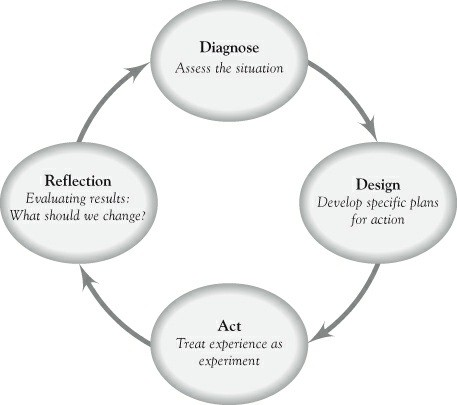 Diagnose
Assess the situation
Design
Develop specific plans
for action
Act
Treat experience as
experiment
Reflection
Evaluating results:
What should we change?